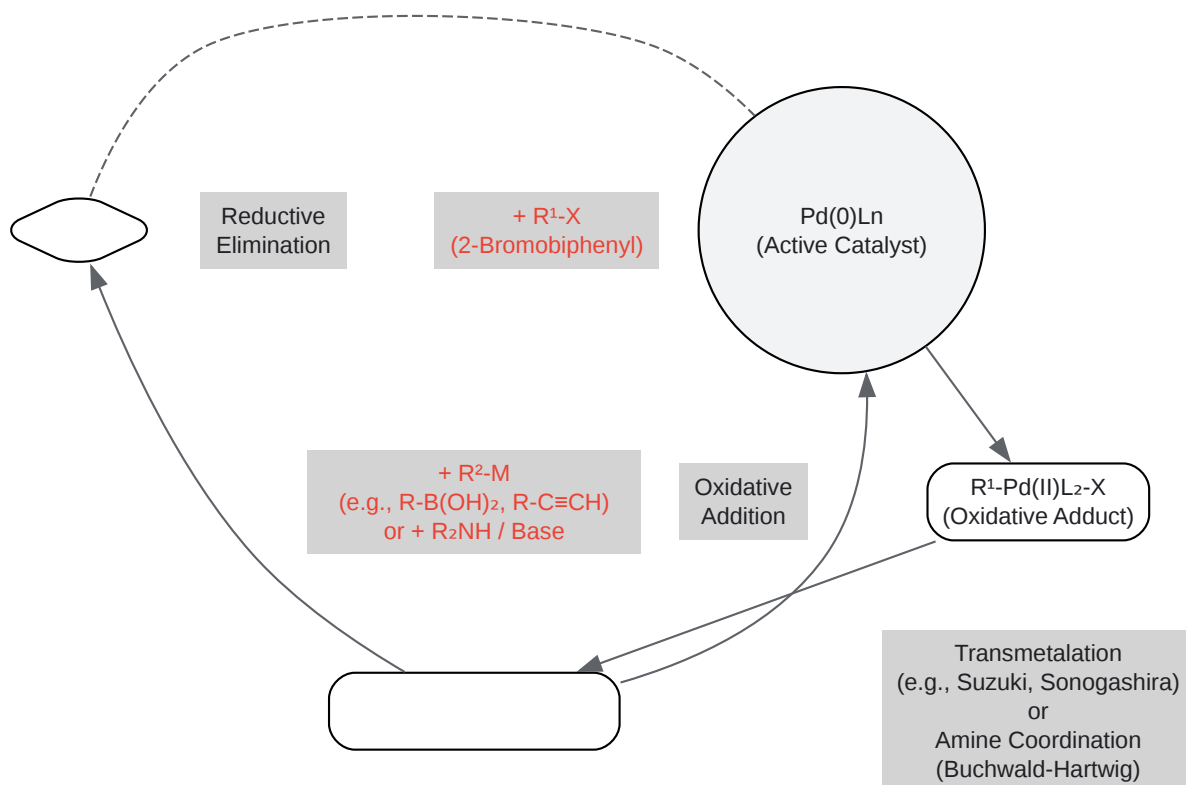 Reductive
Elimination
+ R¹-X
(2-Bromobiphenyl)
Pd(0)Ln
(Active Catalyst)
+ R²-M
(e.g., R-B(OH)₂, R-C≡CH)
or + R₂NH / Base
Oxidative
Addition
R¹-Pd(II)L₂-X
(Oxidative Adduct)
Transmetalation
(e.g., Suzuki, Sonogashira)
or
Amine Coordination
(Buchwald-Hartwig)